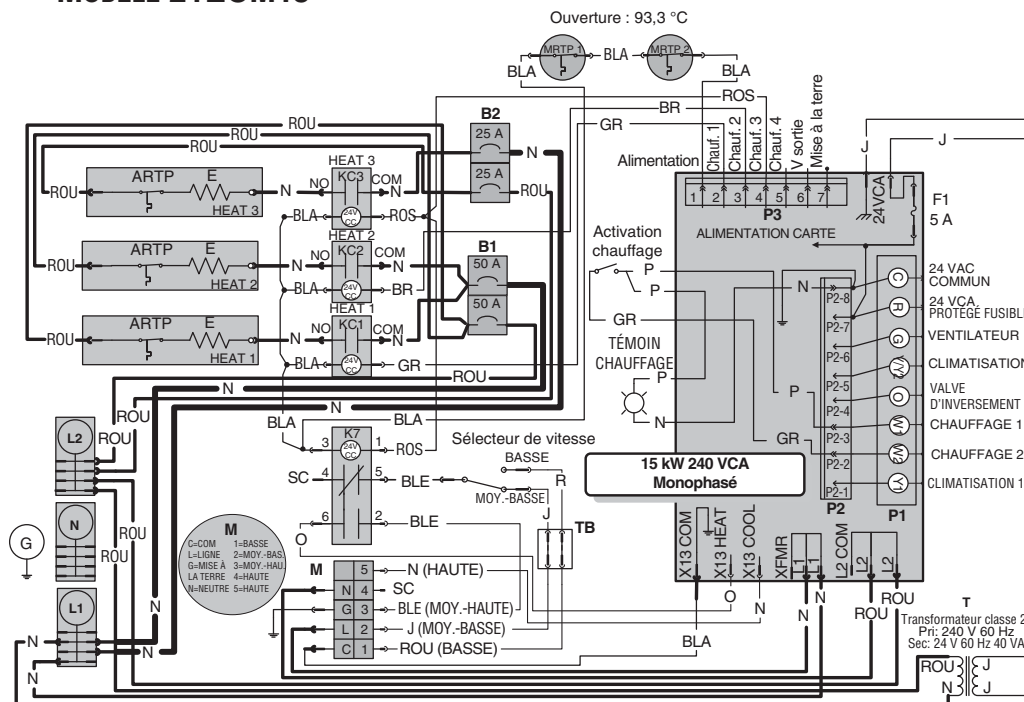 Ouverture : 93,3 °C
MRTP 1
BLA
MRTP 2
BLA
BLA
ROS
BR
GR
Alimentation
Chauf. 1
Chauf. 2
Chauf. 3
Chauf. 4
V sortie
Mise à la terre
J
J
ROU
ROU
ROU
B2
25 A
25 A
N
ROU
HEAT 3
ROU
ARTP
E
HEAT 3
N
NO
KC3
COM
N
BLA
24V
CC
ROS
HEAT 2
ROU
ARTP
E
HEAT 2
N
NO
KC2
COM
N
BLA
24V
CC
BR
HEAT 1
ROU
ARTP
E
HEAT 1
N
NO
KC1
COM
N
BLA
24V
CC
GR
B1
50 A
50 A
ROU
N
N
BLA
BLA
1 2 3 4 5 6 7
P3
24VCA
F1
5 A
ALIMENTATION CARTE
Activation
chauffage
P
P
GR
TÉMOIN
CHAUFFAGE
P
N
N
P
GR
P2-8
P2-7
P2-6
P2-5
P2-4
P2-3
P2-2
P2-1
P2
C
R
G
Y/Y2
O
W1
W2
Y1
P1
24 VAC
COMMUN
24 VCA
PROTÉGÉ FUSIBLE
VENTILATEUR
CLIMATISATION
VALVE
D'INVERSEMENT
CHAUFFAGE 1
CHAUFFAGE 2
CLIMATISATION 1
15 kW 240 VCA
Monophasé
K7
3
24V
CC
1
ROS
SC
4
5
BLE
6
2
BLE
O
Sélecteur de vitesse
BASSE
MOY.-BASSE
R
J
TB
L2
ROU
ROU
ROU
ROU
N
G
L1
N
N
N
N
M
C=COM 1=BASSE
L=LIGNE 2=MOY.-BAS.
G=MISE À 3=MOY.-HAU.
LA TERRE 4=HAUTE
N=NEUTRE 5=HAUTE
M
5
N (HAUTE)
N 4
SC
G 3
BLE (MOY.-HAUTE)
L 2
J (MOY.-BASSE)
C 1
ROU (BASSE)
X13 COM
X13 HEAT
X13 COOL
XFMR
L1
L1
L2 COM
L2
L2
BLA
O
N
N
N
ROU
ROU
T
Transformateur classe 2
Pri: 240 V 60 Hz
Sec: 24 V 60 Hz 40 VA
ROU
J
N
J